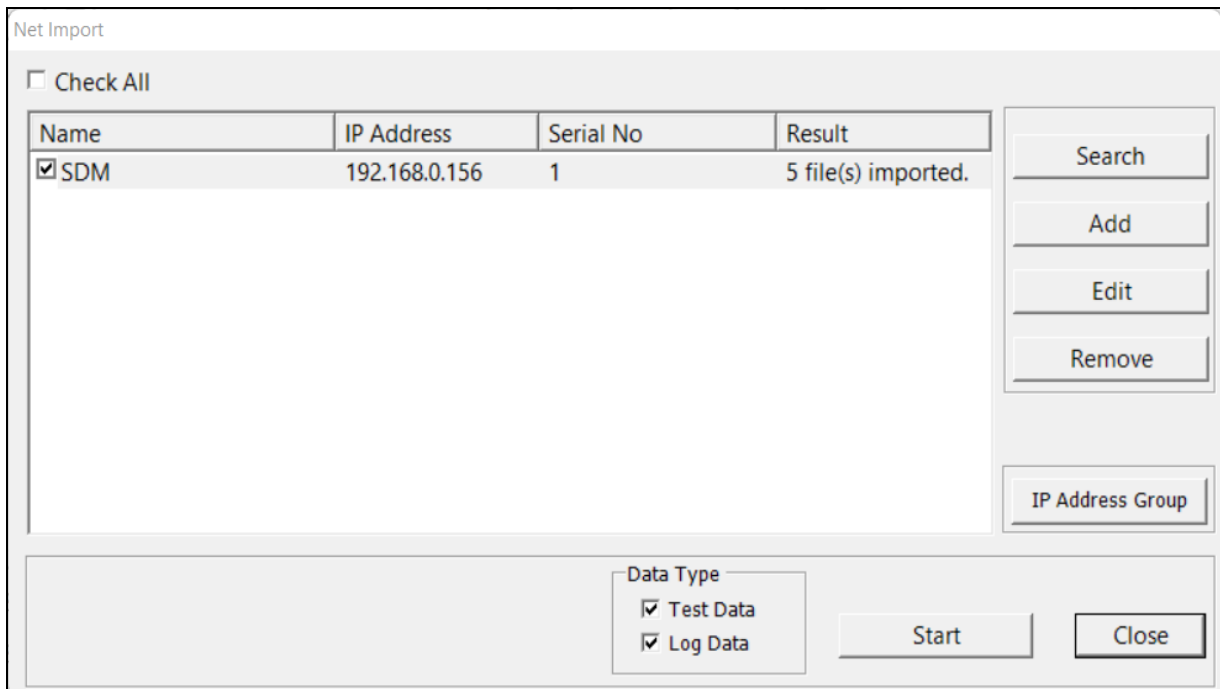 Net Import
Check All
Name IP Address Serial No Result
SDM 192.168.0.156 1 5 file(s) imported.
Search
Add
Edit
Remove
IP Address Group
Data Type
Test Data
Log Data
Start
Close